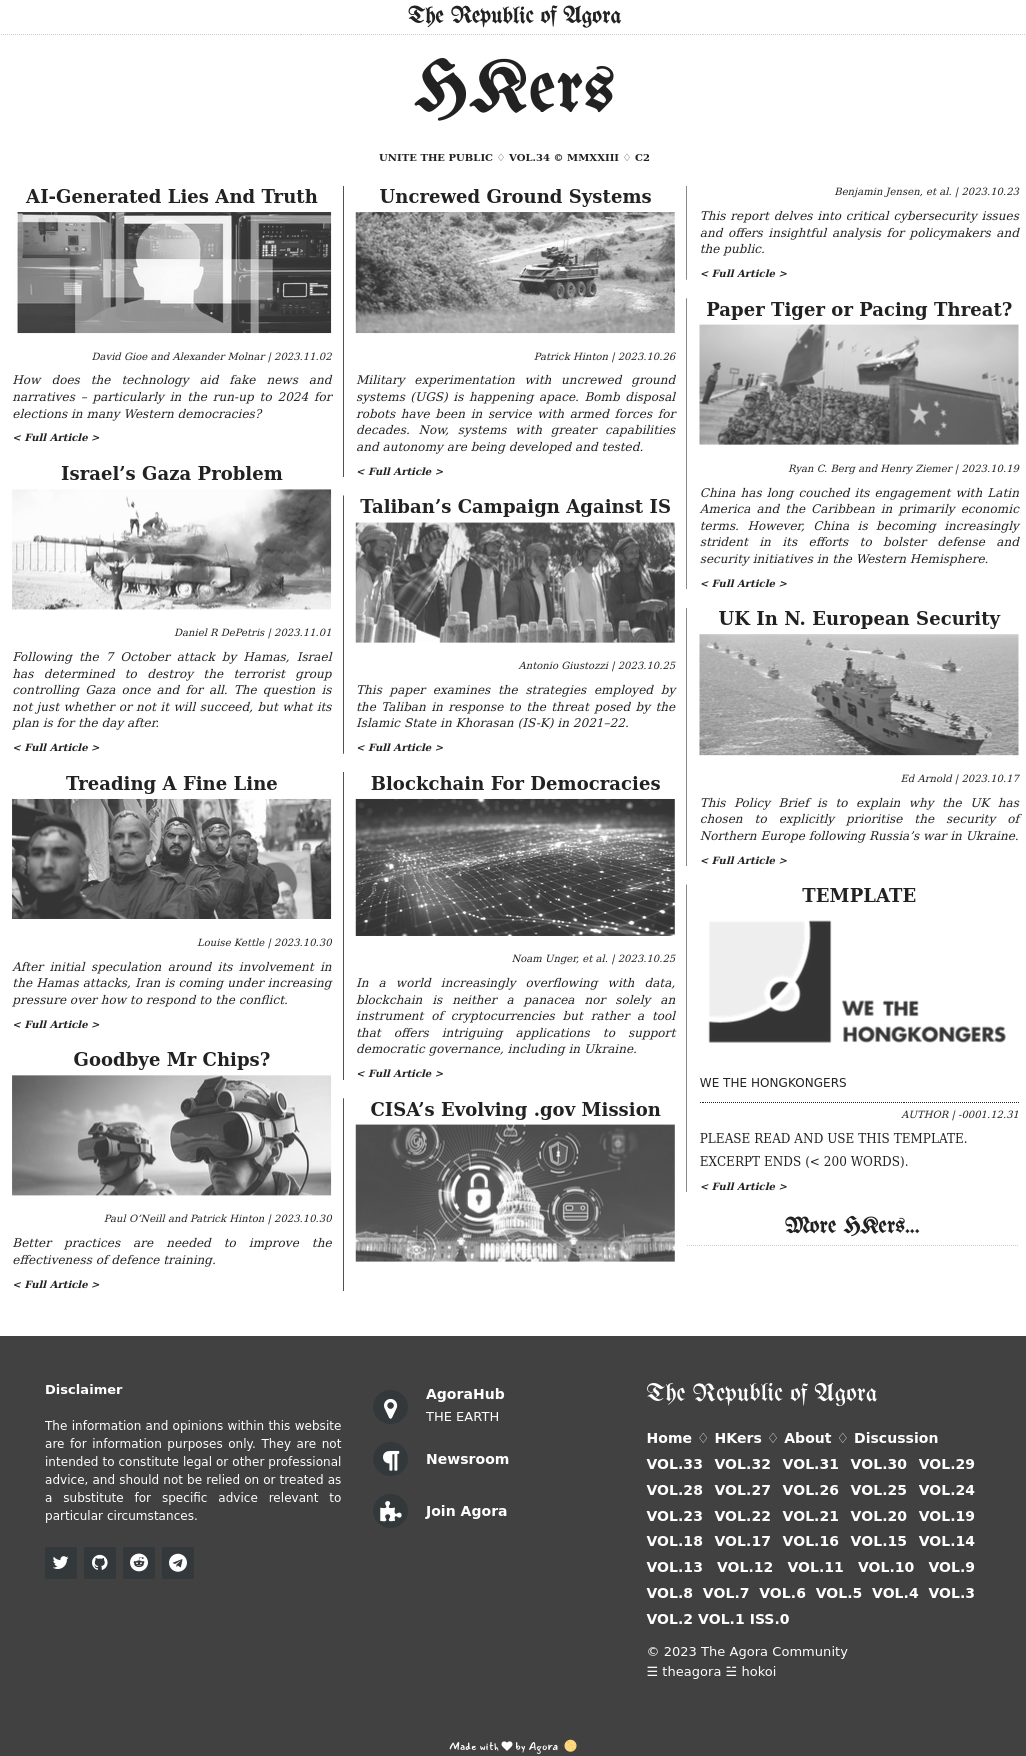 The Republic of Agora
HKers
UNITE THE PUBLIC ♢ VOL.34 © MMXXIII ♢ C2
AI-Generated Lies And Truth
David Gioe and Alexander Molnar | 2023.11.02
How does the technology aid fake news and
narratives – particularly in the run-up to 2024 for
elections in many Western democracies?
< Full Article >
Israel’s Gaza Problem
Daniel R DePetris | 2023.11.01
Following the 7 October attack by Hamas, Israel
has determined to destroy the terrorist group
controlling Gaza once and for all. The question is
not just whether or not it will succeed, but what its
plan is for the day after.
< Full Article >
Treading A Fine Line
Louise Kettle | 2023.10.30
After initial speculation around its involvement in
the Hamas attacks, Iran is coming under increasing
pressure over how to respond to the conflict.
< Full Article >
Goodbye Mr Chips?
Paul O’Neill and Patrick Hinton | 2023.10.30
Better practices are needed to improve the
effectiveness of defence training.
< Full Article >
Uncrewed Ground Systems
Patrick Hinton | 2023.10.26
Military experimentation with uncrewed ground
systems (UGS) is happening apace. Bomb disposal
robots have been in service with armed forces for
decades. Now, systems with greater capabilities
and autonomy are being developed and tested.
< Full Article >
Taliban’s Campaign Against IS
Antonio Giustozzi | 2023.10.25
This paper examines the strategies employed by
the Taliban in response to the threat posed by the
Islamic State in Khorasan (IS-K) in 2021–22.
< Full Article >
Blockchain For Democracies
Noam Unger, et al. | 2023.10.25
In a world increasingly overflowing with data,
blockchain is neither a panacea nor solely an
instrument of cryptocurrencies but rather a tool
that offers intriguing applications to support
democratic governance, including in Ukraine.
< Full Article >
CISA’s Evolving .gov Mission
Benjamin Jensen, et al. | 2023.10.23
This report delves into critical cybersecurity issues
and offers insightful analysis for policymakers and
the public.
< Full Article >
Paper Tiger or Pacing Threat?
Ryan C. Berg and Henry Ziemer | 2023.10.19
China has long couched its engagement with Latin
America and the Caribbean in primarily economic
terms. However, China is becoming increasingly
strident in its efforts to bolster defense and
security initiatives in the Western Hemisphere.
< Full Article >
UK In N. European Security
Ed Arnold | 2023.10.17
This Policy Brief is to explain why the UK has
chosen to explicitly prioritise the security of
Northern Europe following Russia’s war in Ukraine.
< Full Article >
TEMPLATE
WE THE
HONGKONGERS
WE THE HONGKONGERS
AUTHOR | -0001.12.31
PLEASE READ AND USE THIS TEMPLATE.
EXCERPT ENDS (< 200 WORDS).
< Full Article >
More HKers...
Disclaimer
The information and opinions within this website
are for information purposes only. They are not
intended to constitute legal or other professional
advice, and should not be relied on or treated as
a substitute for specific advice relevant to
particular circumstances.
AgoraHub
THE EARTH
Newsroom
Join Agora
The Republic of Agora
Home ♢ HKers ♢ About ♢ Discussion
VOL.33 VOL.32 VOL.31 VOL.30 VOL.29
VOL.28 VOL.27 VOL.26 VOL.25 VOL.24
VOL.23 VOL.22 VOL.21 VOL.20 VOL.19
VOL.18 VOL.17 VOL.16 VOL.15 VOL.14
VOL.13 VOL.12 VOL.11 VOL.10 VOL.9
VOL.8 VOL.7 VOL.6 VOL.5 VOL.4 VOL.3
VOL.2 VOL.1 ISS.0
© 2023 The Agora Community
☰ theagora ☱ hokoi
Made with ❤ by Agora